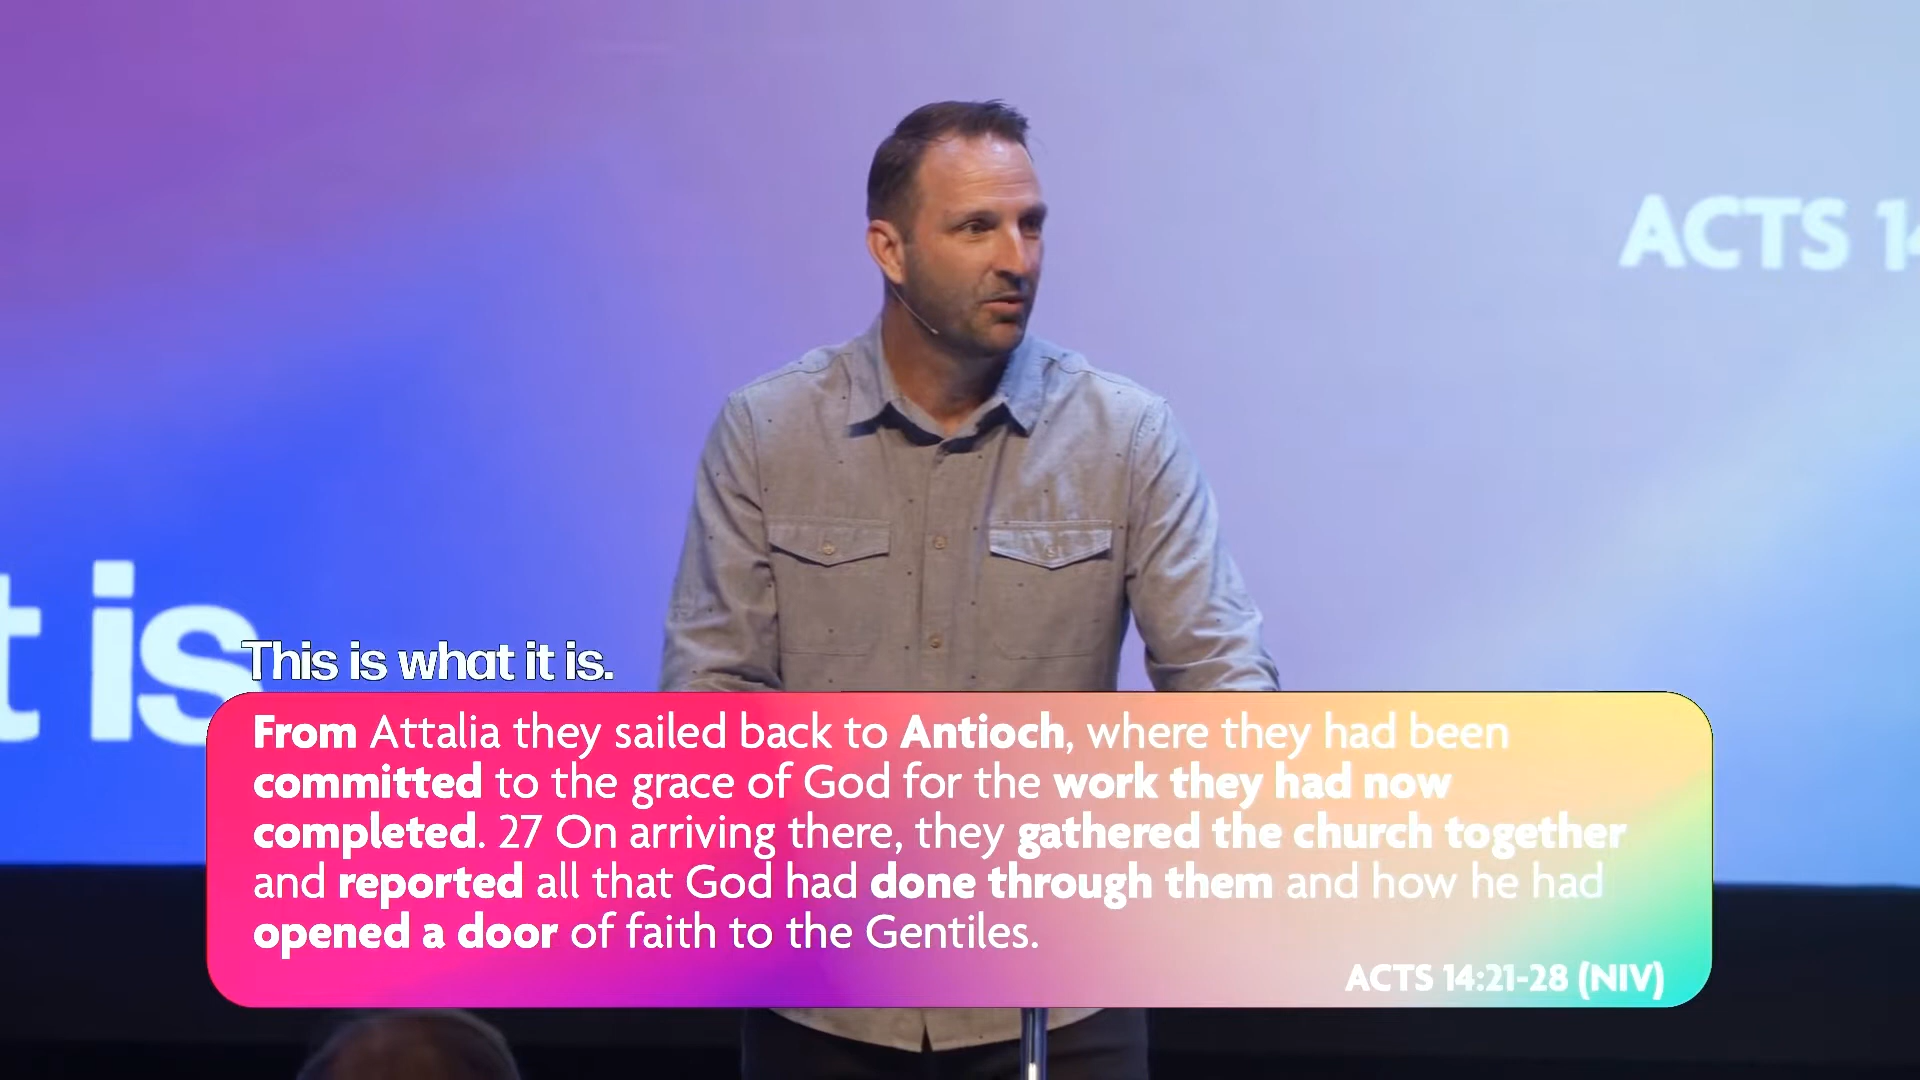 ACTS 14
t is
This is what it is.
From Attalia they sailed back to Antioch, where they had been
committed to the grace of God for the work they had now
completed. 27 On arriving there, they gathered the church together
and reported all that God had done through them and how he had
opened a door of faith to the Gentiles.
ACTS 14:21-28 (NIV)